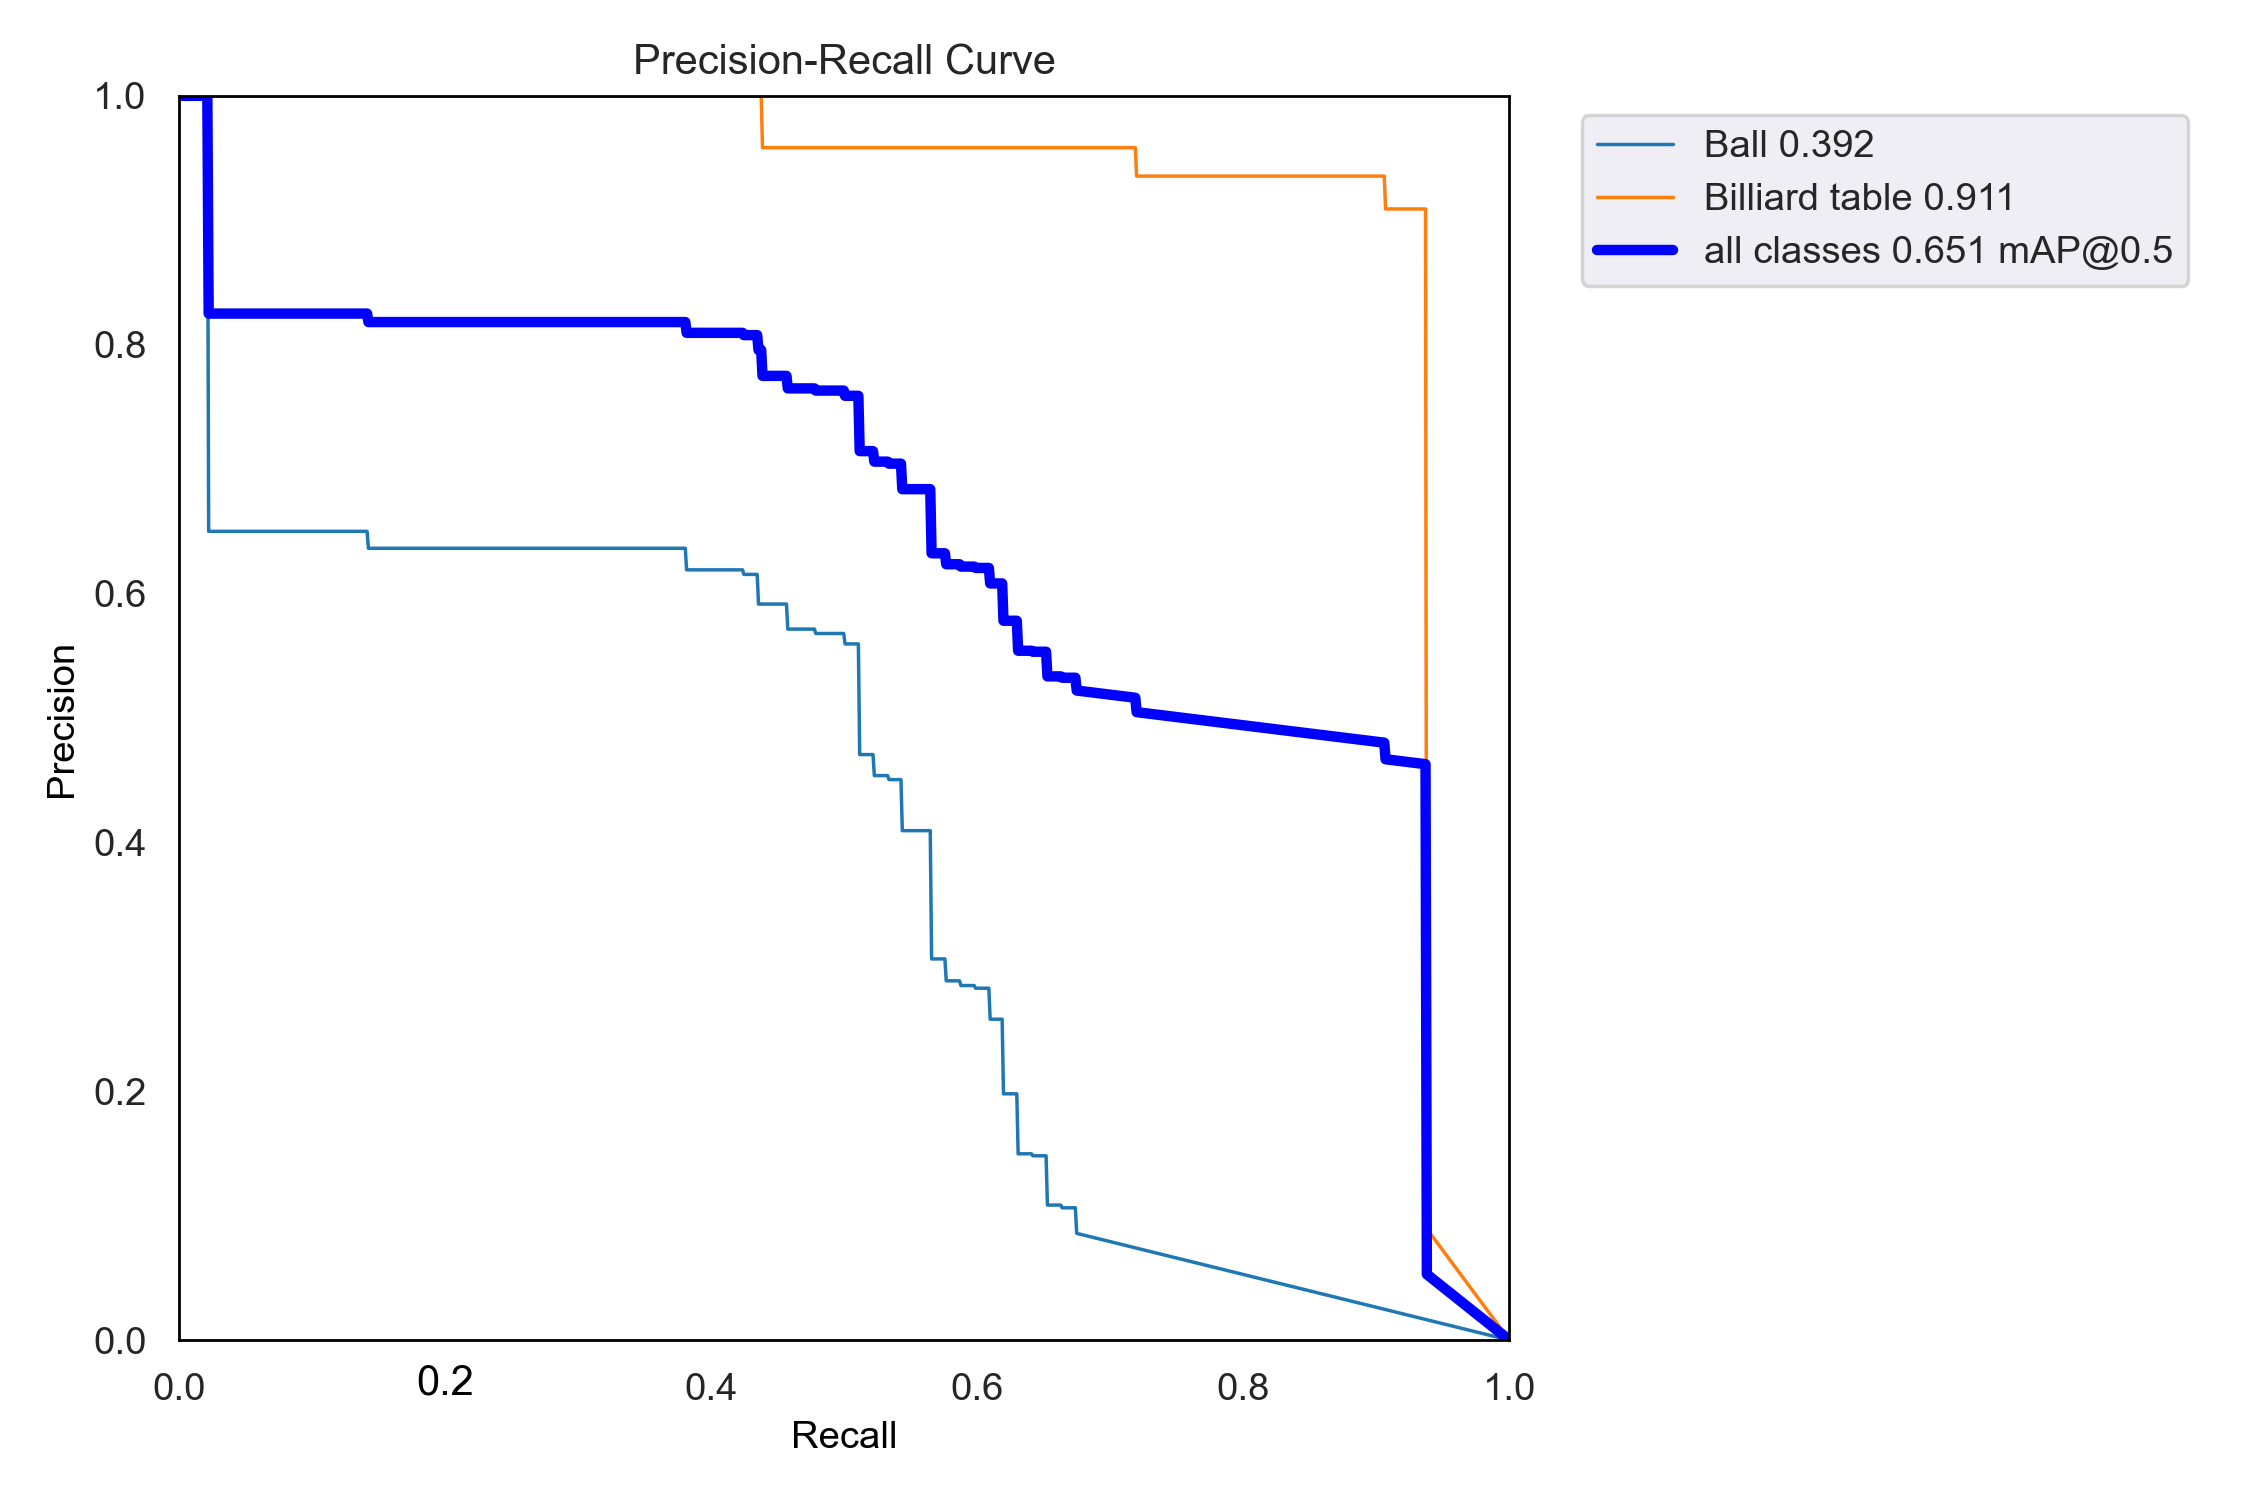 Precision-Recall Curve
1.0
0.8
0.6
0.4
0.2
0.0
Precision
0.0 0.2 0.4 0.6 0.8 1.0
Recall
Ball 0.392
Billiard table 0.911
all classes 0.651 mAP@0.5